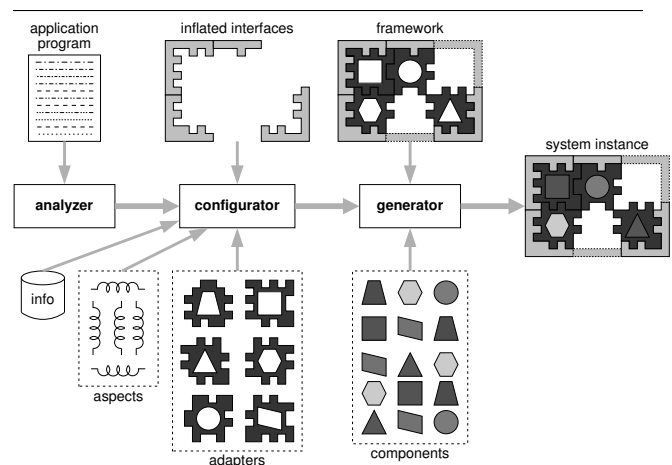 application
program
inflated interfaces
framework
system instance
analyzer
configurator
generator
info
aspects
adapters
components